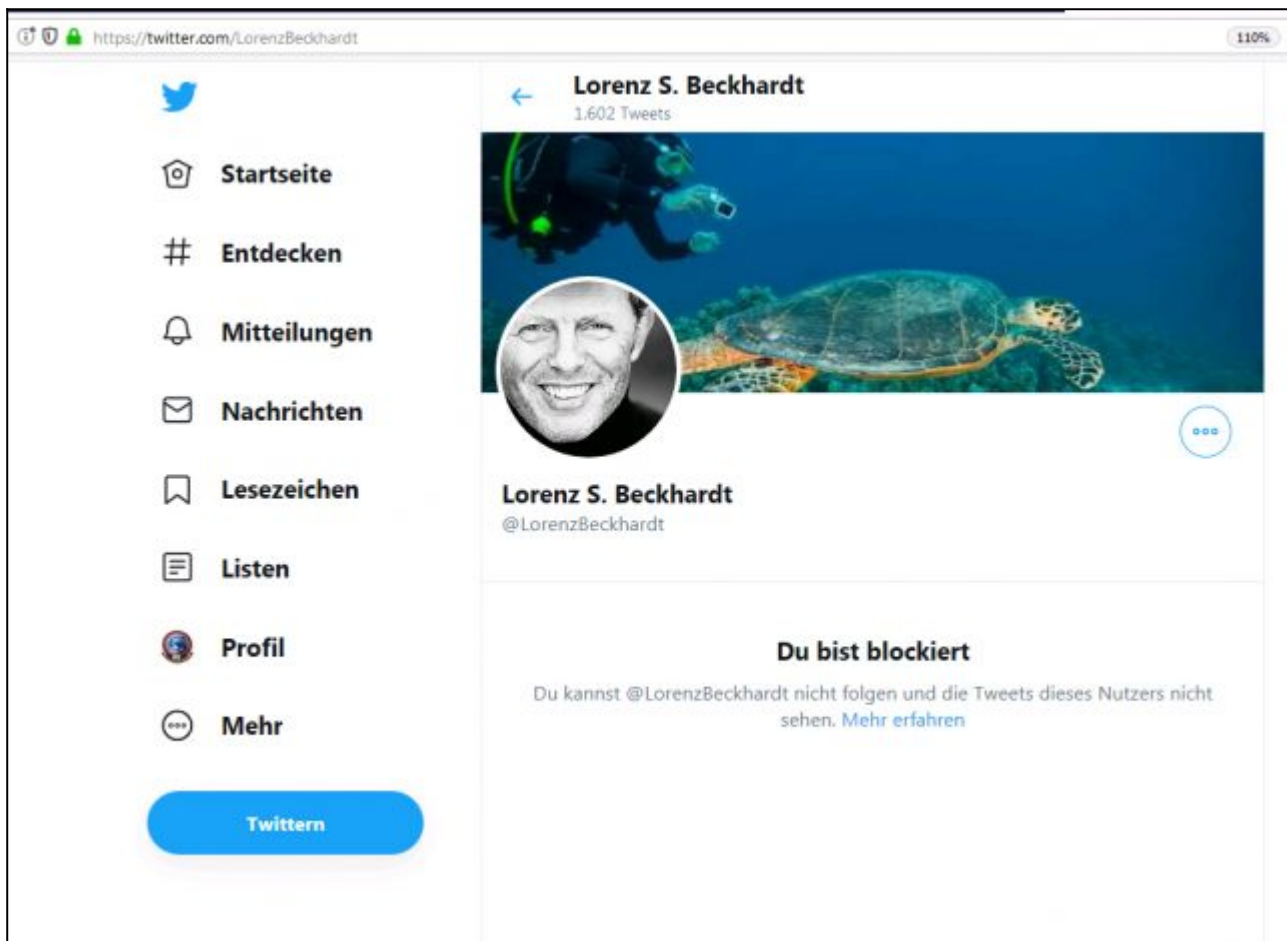 https://twitter.com/LorenzBeckhardt
110%
Lorenz S. Beckhardt
1.602 Tweets
Startseite
Entdecken
Mitteilungen
Nachrichten
Lesezeichen
Listen
Profil
Mehr
Twittern
Lorenz S. Beckhardt
@LorenzBeckhardt
Du bist blockiert
Du kannst @LorenzBeckhardt nicht folgen und die Tweets dieses Nutzers nicht
sehen. Mehr erfahren